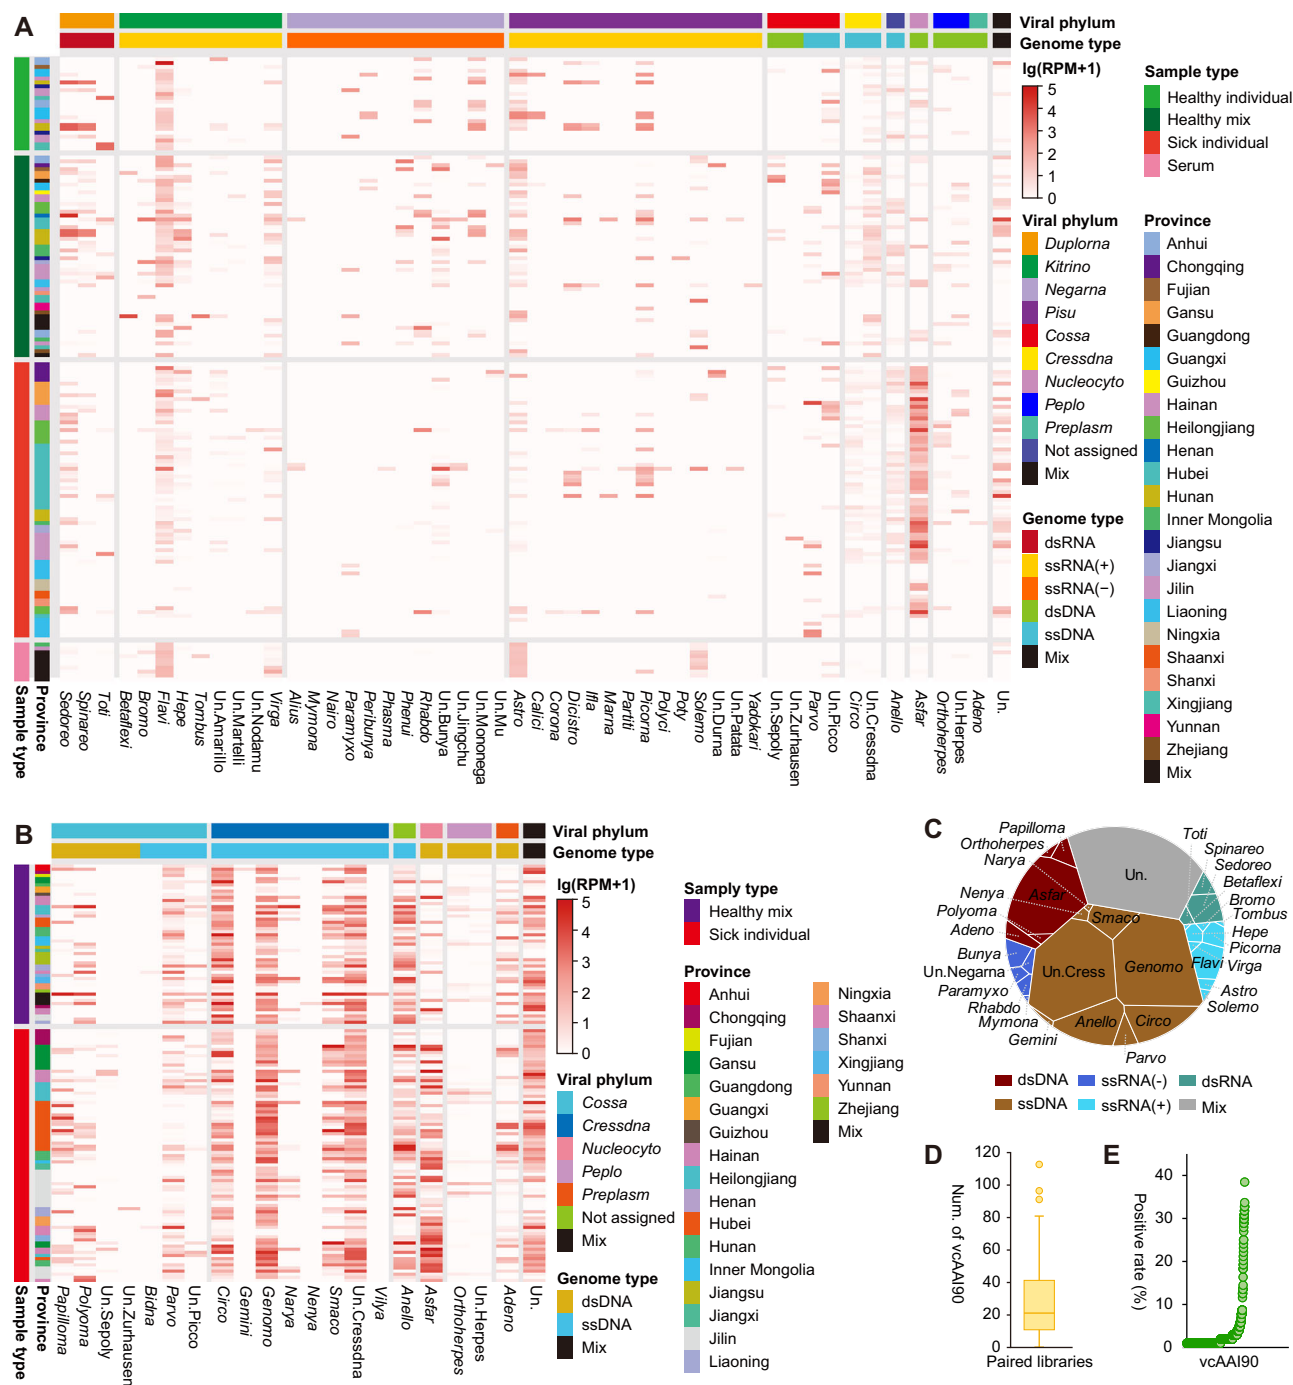 A
Viral phylum
Genome type
lg(RPM+1)
5
4
3
2
1
0
Sample type
Healthy individual
Healthy mix
Sick individual
Serum
Viral phylum
Duplorna
Kitrino
Negarna
Pisu
Cossa
Cressdna
Nucleocyto
Peplo
Preplasm
Not assigned
Mix
Genome type
dsRNA
ssRNA(+)
ssRNA(−)
dsDNA
ssDNA
Mix
Province
Anhui
Chongqing
Fujian
Gansu
Guangdong
Guangxi
Guizhou
Hainan
Heilongjiang
Henan
Hubei
Hunan
Inner Mongolia
Jiangsu
Jiangxi
Jilin
Liaoning
Ningxia
Shaanxi
Shanxi
Xingjiang
Yunnan
Zhejiang
Mix
Sample type
Province
Sedoreo
Spinareo
Toti
Betaflexi
Bromo
Flavi
Hepe
Tombus
Un.Amarillo
Un.Martelli
Un.Nodamu
Virga
Alius
Mymona
Nairo
Paramyxo
Peribunya
Phasma
Phenui
Rhabdo
Un.Bunya
Un.Jingchu
Un.Mononega
Un.Mu
Astro
Calici
Corona
Dicistro
Ifla
Marna
Partiti
Picorna
Polyci
Poty
Solemo
Un.Durna
Un.Patata
Yadokari
Un.Sepoly
Un.Zurhausen
Parvo
Un.Picco
Circo
Un.Cressdna
Anello
Asfar
Orthoherpes
Un.Herpes
Adeno
Un.
B
Viral phylum
Genome type
lg(RPM+1)
5
4
3
2
1
0
Viral phylum
Cossa
Cressdna
Nucleocyto
Peplo
Preplasm
Not assigned
Mix
Genome type
dsDNA
ssDNA
Mix
Samply type
Healthy mix
Sick individual
Province
Anhui
Chongqing
Fujian
Gansu
Guangdong
Guangxi
Guizhou
Hainan
Heilongjiang
Henan
Hubei
Hunan
Inner Mongolia
Jiangsu
Jiangxi
Jilin
Liaoning
Ningxia
Shaanxi
Shanxi
Xingjiang
Yunnan
Zhejiang
Mix
Sample type
Province
Papilloma
Polyoma
Un.Sepoly
Un.Zurhausen
Bidna
Parvo
Un.Picco
Circo
Gemini
Genomo
Narya
Nenya
Smaco
Un.Cressdna
Vilya
Anello
Asfar
Orthoherpes
Un.Herpes
Adeno
Un.
C
Papilloma
Orthoherpes
Narya
Nenya
Polyoma
Adeno
Bunya
Un.Negarna
Paramyxo
Rhabdo
Mymona
Gemini
Parvo
Toti
Spinareo
Sedoreo
Betaflexi
Bromo
Tombus
Hepe
Picorna
Virga
Astro
Solemo
Un.
Asfar
Smaco
Un.Cress
Genomo
Flavi
Anello
Circo
dsDNA
ssRNA(-)
dsRNA
ssDNA
ssRNA(+)
Mix
D
Num. of vcAAI90
120
100
80
60
40
20
0
Paired libraries
E
Positive rate (%)
40
30
20
10
0
vcAAI90